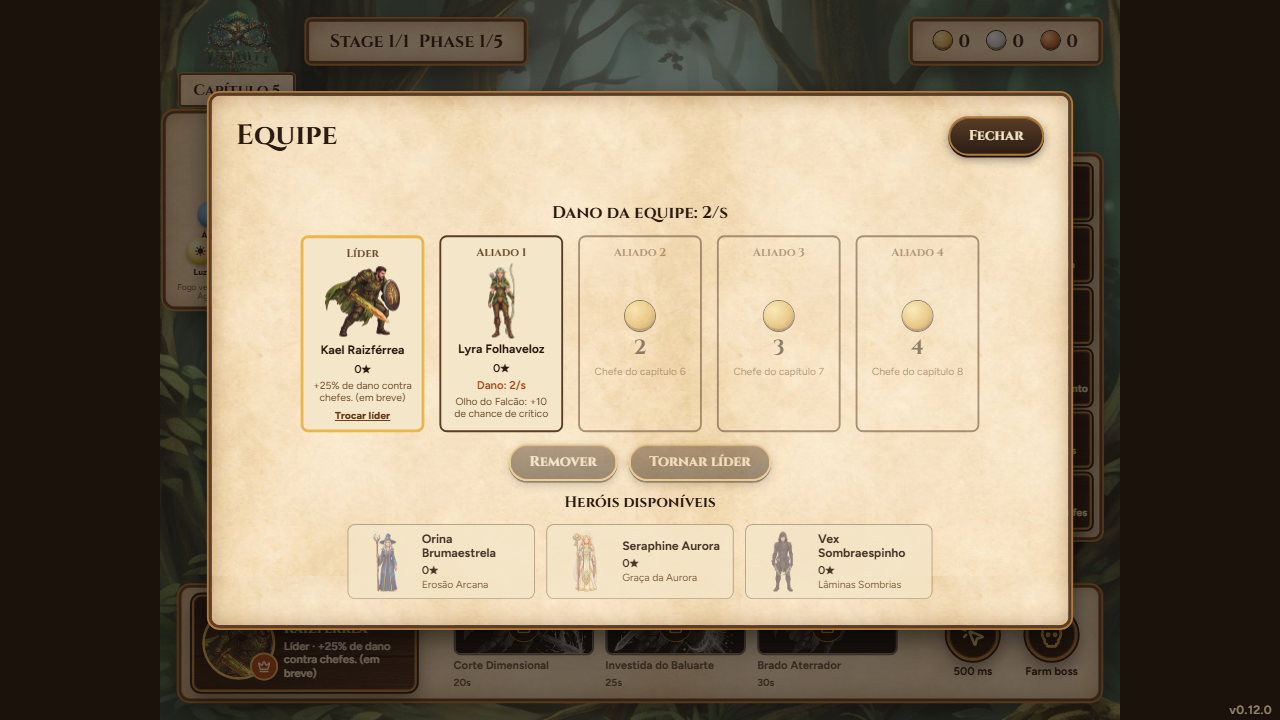 Stage 1/1 Phase 1/5
0 0 0
Capítulo 5
Equipe
Fechar
Dano da equipe: 2/s
Líder
Kael Raizférrea
0★
+25% de dano contra
chefes. (em breve)
Trocar líder
Aliado 1
Lyra Folhaveloz
0★
Dano: 2/s
Olho do Falcão: +10
de chance de crítico
Aliado 2
2
Chefe do capítulo 6
Aliado 3
3
Chefe do capítulo 7
Aliado 4
4
Chefe do capítulo 8
Remover
Tornar líder
Heróis disponíveis
Orina
Brumaestrela
0★
Erosão Arcana
Seraphine Aurora
0★
Graça da Aurora
Vex
Sombraespinho
0★
Lâminas Sombrias
Raizférrea
Líder · +25% de dano
contra chefes. (em
breve)
Corte Dimensional
20s
Investida do Baluarte
25s
Brado Aterrador
30s
500 ms
Farm boss
v0.12.0